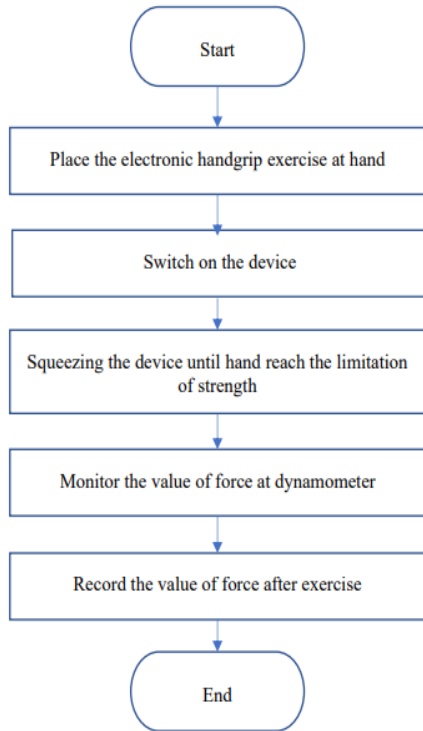 Start
Place the electronic handgrip exercise at hand
Switch on the device
Squeezing the device until hand reach the limitation
of strength
Monitor the value of force at dynamometer
Record the value of force after exercise
End